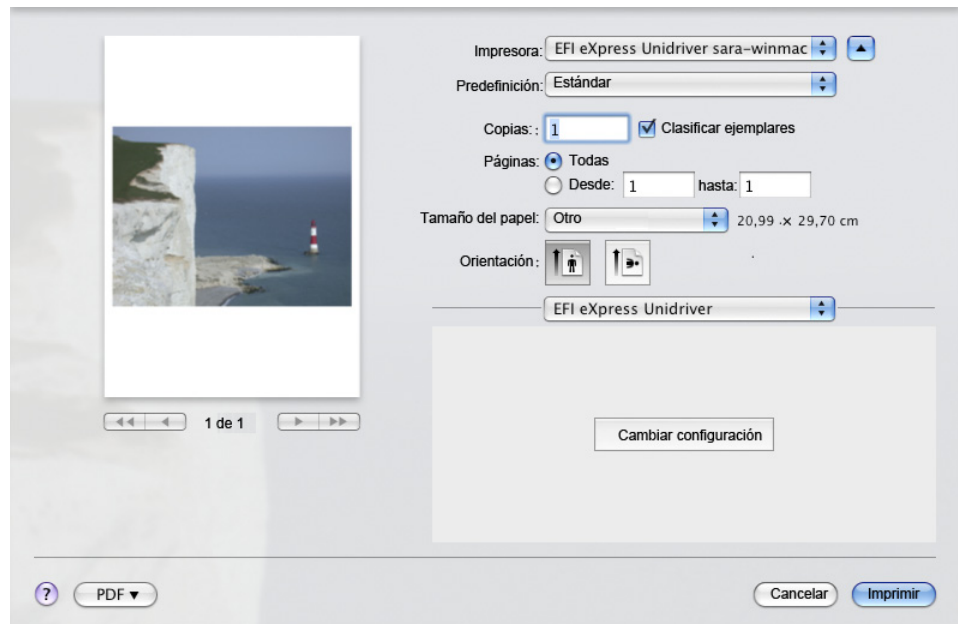 Impresora: EFI eXpress Unidriver sara-winmac
Predefinición: Estándar
Copias: : 1 Clasificar ejemplares
Páginas: Todas
Desde: 1 hasta: 1
Tamaño del papel: Otro 20,99 .x 29,70 cm
Orientación :
EFI eXpress Unidriver
1 de 1
Cambiar configuración
? PDF ▼ Cancelar Imprimir